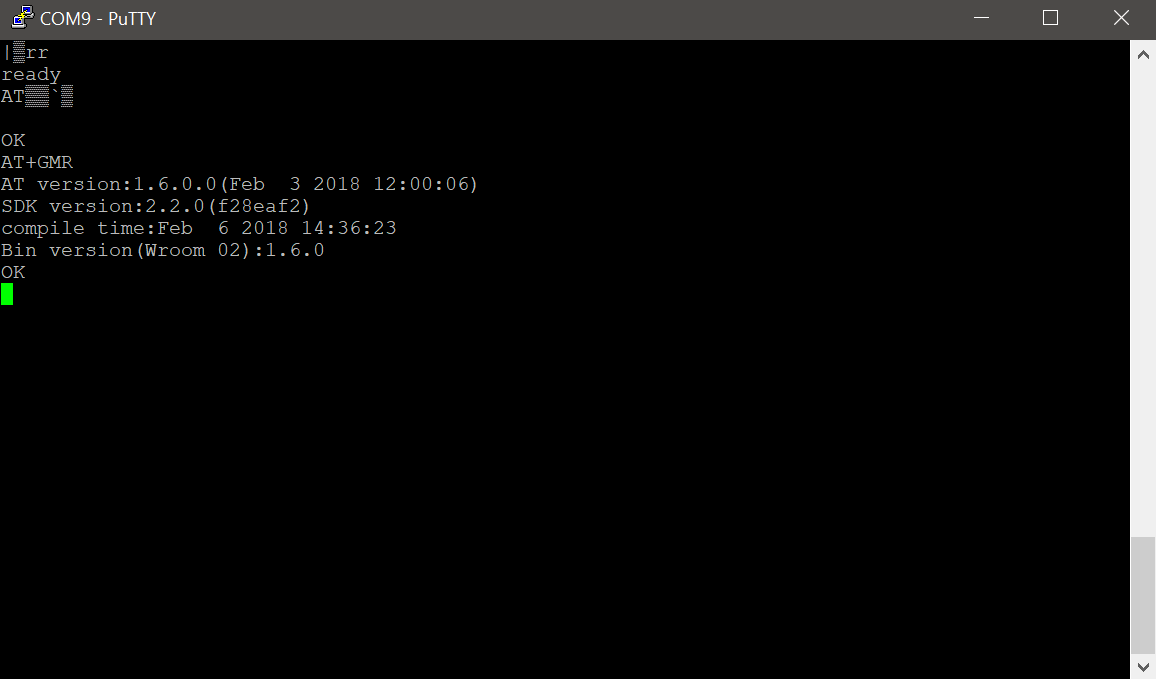 COM9 - PuTTY
|▒rr
ready
AT▒▒`▒
OK
AT+GMR
AT version:1.6.0.0(Feb  3 2018 12:00:06)
SDK version:2.2.0(f28eaf2)
compile time:Feb  6 2018 14:36:23
Bin version(Wroom 02):1.6.0
OK